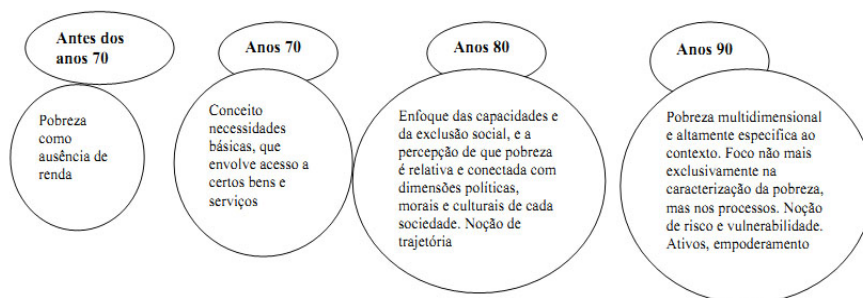 Antes dos
anos 70
Pobreza
como
ausência de
renda
Anos 70
Conceito
necessidades
básicas, que
envolve acesso a
certos bens e
serviços
Anos 80
Enfoque das capacidades e
da exclusão social, e a
percepção de que pobreza
é relativa e conectada com
dimensões políticas,
morais e culturais de cada
sociedade. Noção de
trajetória
Anos 90
Pobreza multidimensional
e altamente especifica ao
contexto. Foco não mais
exclusivamente na
caracterização da pobreza,
mas nos processos. Noção
de risco e vulnerabilidade.
Ativos, empoderamento